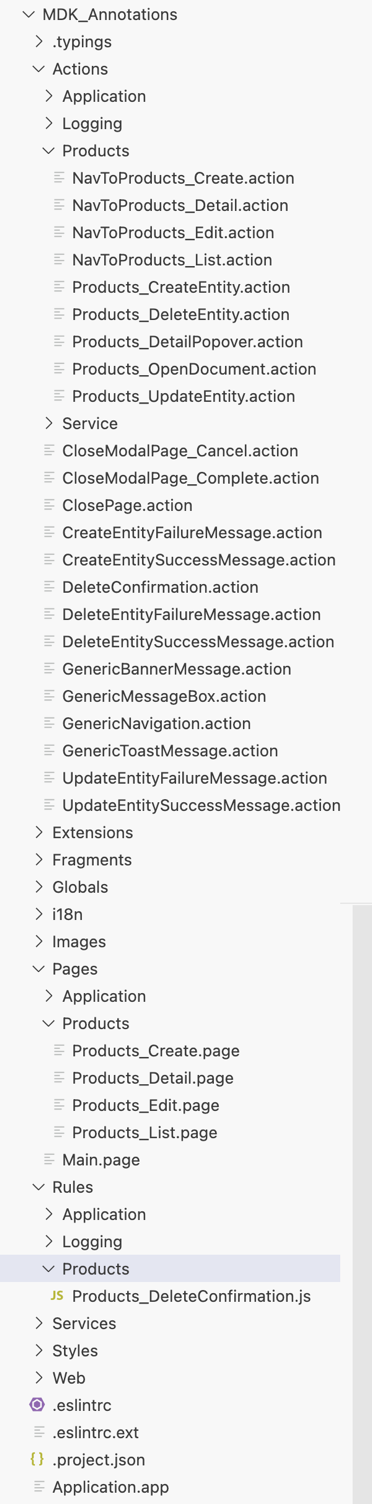 MDK_Annotations
.typings
Actions
Application
Logging
Products
NavToProducts_Create.action
NavToProducts_Detail.action
NavToProducts_Edit.action
NavToProducts_List.action
Products_CreateEntity.action
Products_DeleteEntity.action
Products_DetailPopover.action
Products_OpenDocument.action
Products_UpdateEntity.action
Service
CloseModalPage_Cancel.action
CloseModalPage_Complete.action
ClosePage.action
CreateEntityFailureMessage.action
CreateEntitySuccessMessage.action
DeleteConfirmation.action
DeleteEntityFailureMessage.action
DeleteEntitySuccessMessage.action
GenericBannerMessage.action
GenericMessageBox.action
GenericNavigation.action
GenericToastMessage.action
UpdateEntityFailureMessage.action
UpdateEntitySuccessMessage.action
Extensions
Fragments
Globals
i18n
Images
Pages
Application
Products
Products_Create.page
Products_Detail.page
Products_Edit.page
Products_List.page
Main.page
Rules
Application
Logging
Products
JS Products_DeleteConfirmation.js
Services
Styles
Web
.eslintrc
.eslintrc.ext
{} .project.json
Application.app